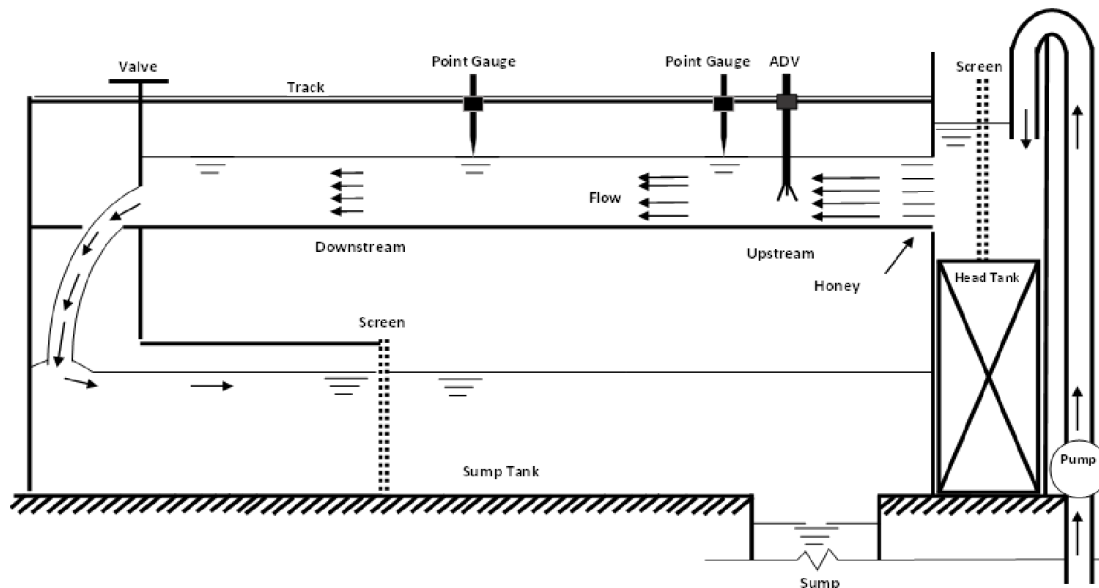 Valve
Track
Point Gauge
Point Gauge
ADV
Screen
Flow
Downstream
Upstream
Honey
Head Tank
Screen
Sump Tank
Pump
Sump